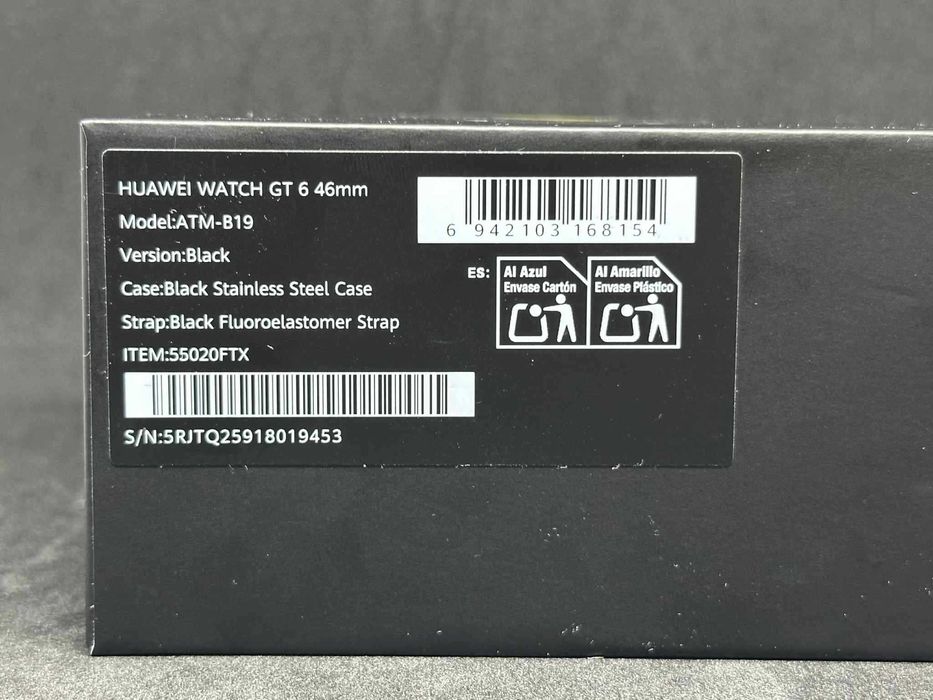 HUAWEI WATCH GT 6 46mm
Model:ATM-B19
Version:Black
Case:Black Stainless Steel Case
Strap:Black Fluoroelastomer Strap
ITEM:55020FTX
S/N:5RJTQ25918019453
6 942103 168154
ES:
Al Azul
Envase Cartón
Al Amarillo
Envase Plástico